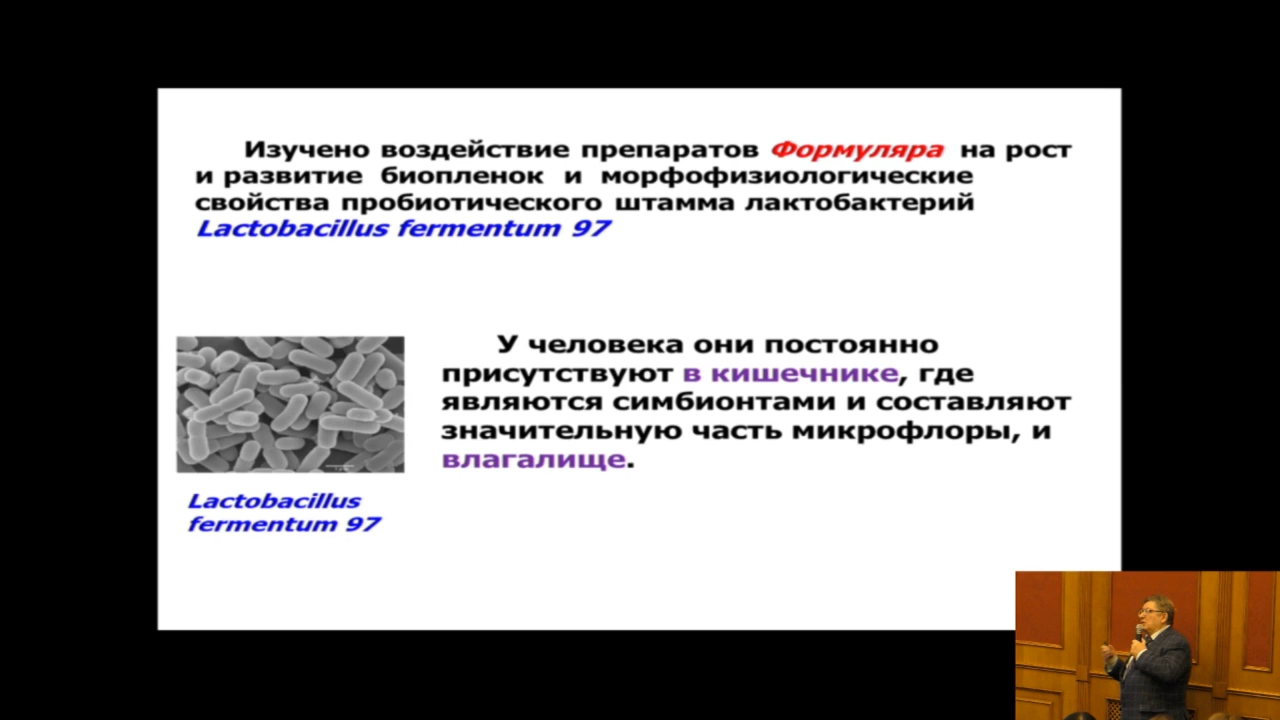 Изучено воздействие препаратов Формуляра на рост
и развитие биопленок и морфофизиологические
свойства пробиотического штамма лактобактерий
Lactobacillus fermentum 97
У человека они постоянно
присутствуют в кишечнике, где
являются симбионтами и составляют
значительную часть микрофлоры, и
влагалище.
Lactobacillus
fermentum 97